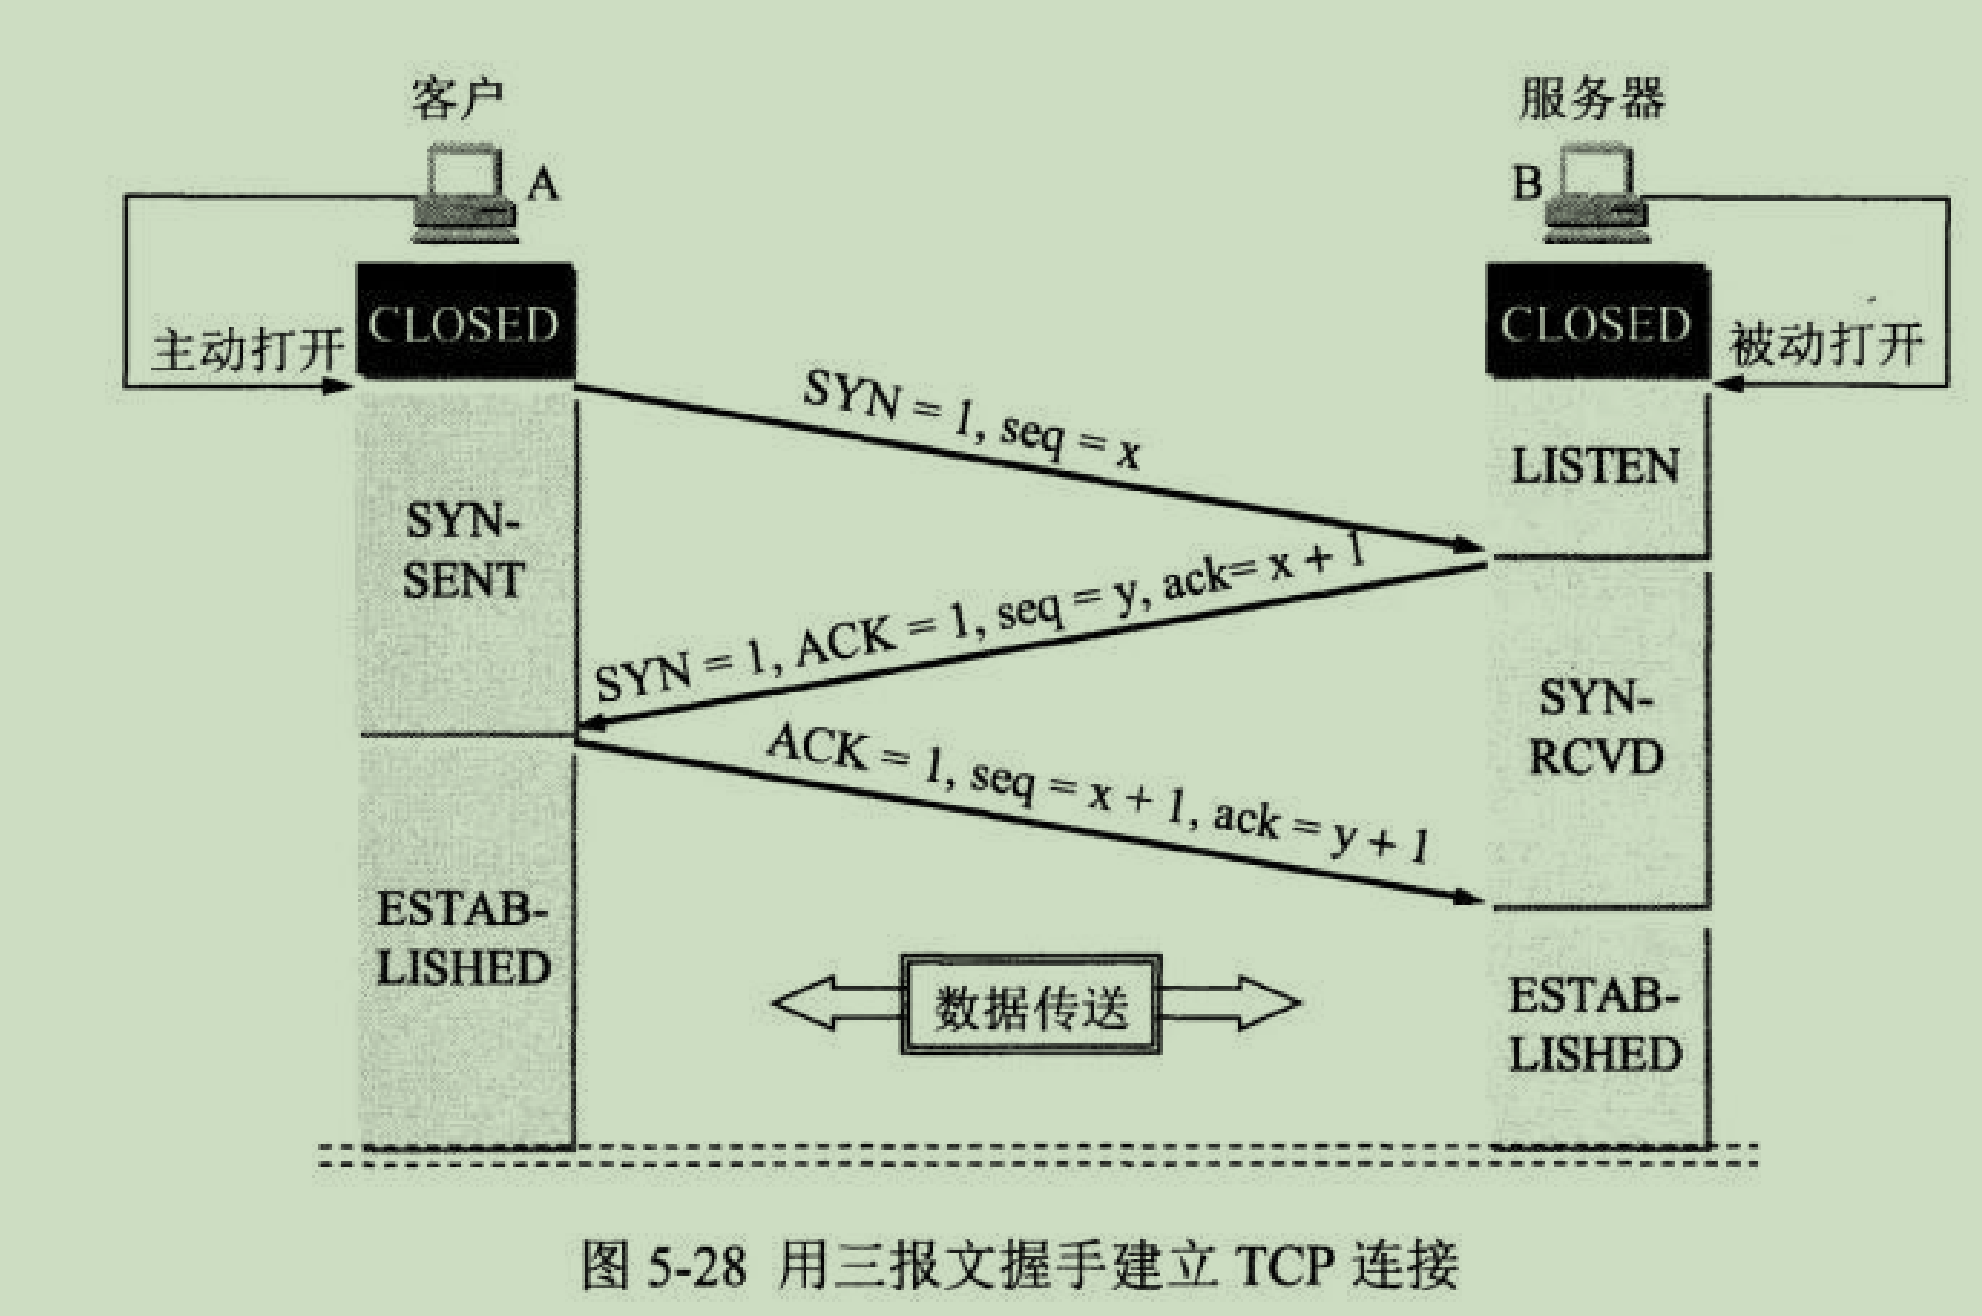 客户
服务器
A
B
CLOSED
CLOSED
主动打开
被动打开
SYN = 1, seq = x
LISTEN
SYN-
SENT
SYN = 1, ACK = 1, seq = y, ack= x + 1
SYN-
RCVD
ACK = 1, seq = x + 1, ack = y + 1
ESTAB-
LISHED
数据传送
ESTAB-
LISHED
图 5-28 用三报文握手建立 TCP 连接